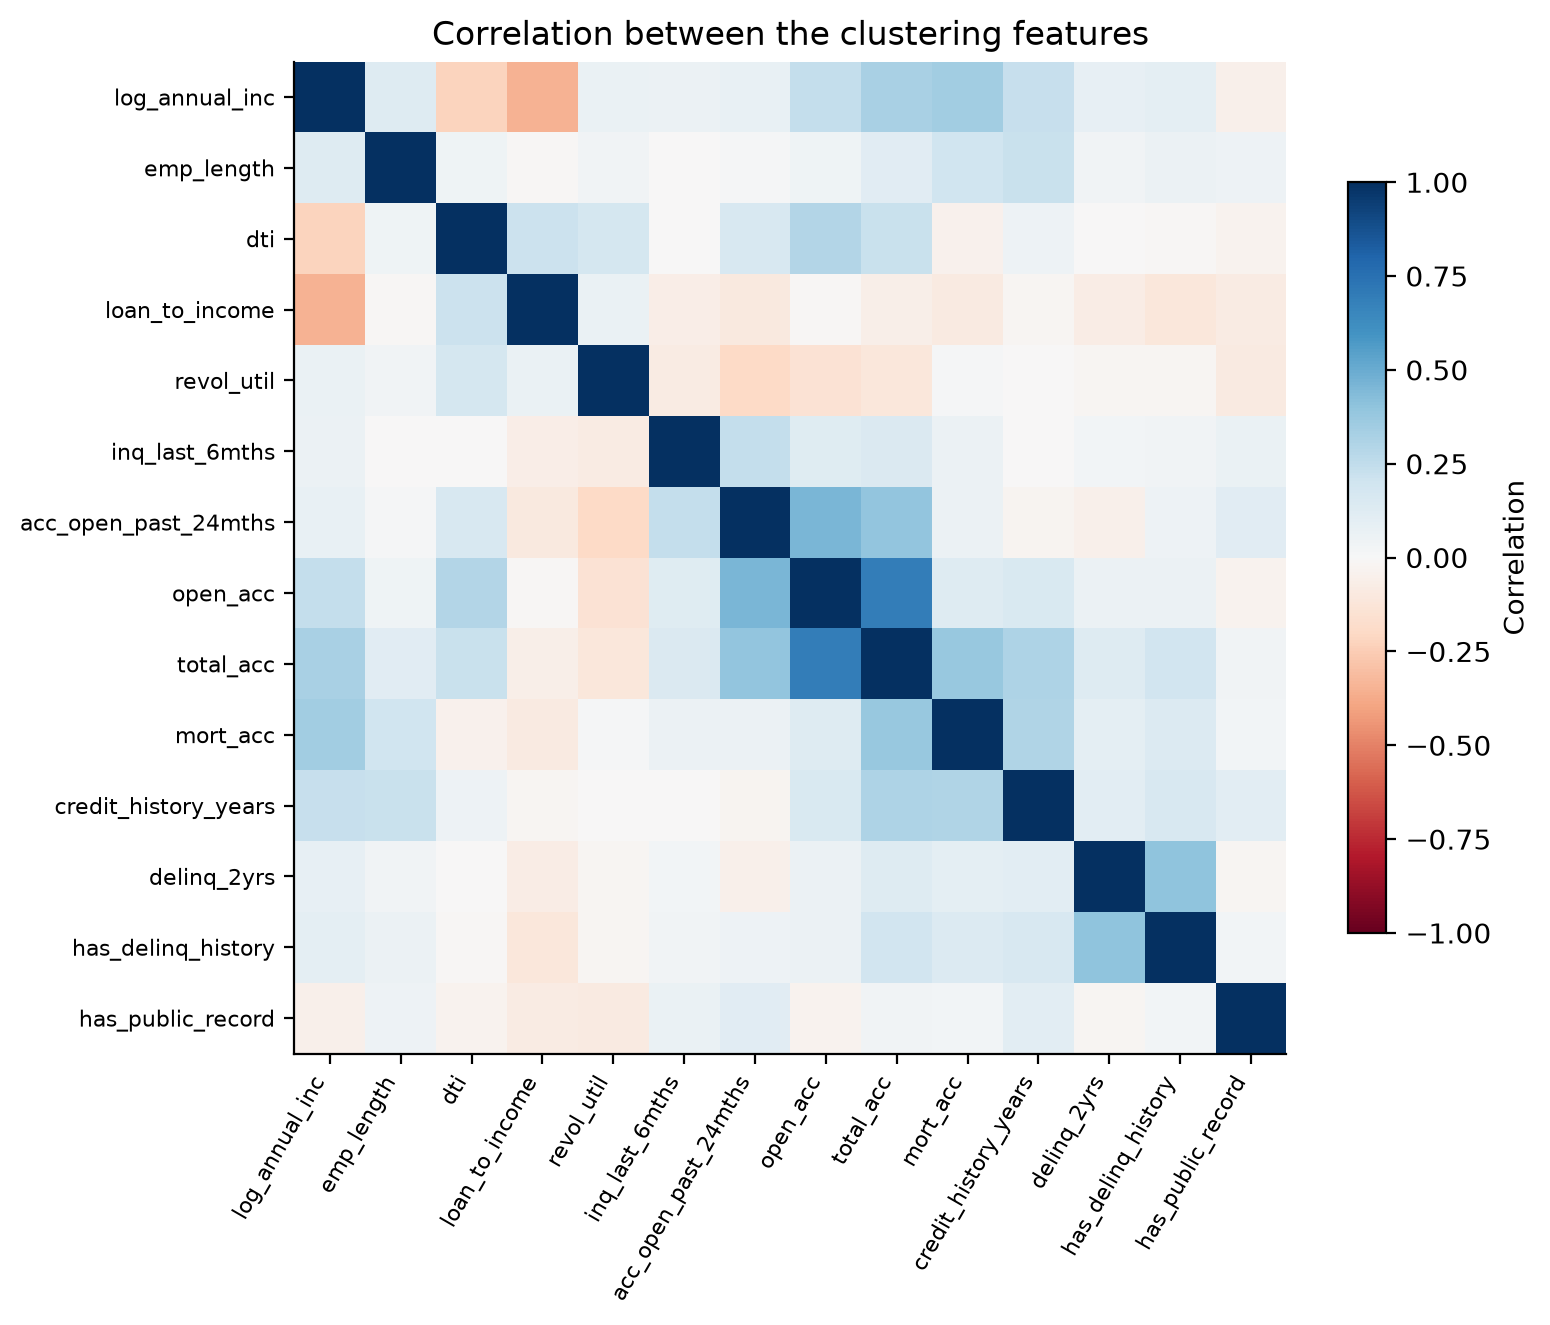 Correlation between the clustering features
log_annual_inc
emp_length
dti
loan_to_income
revol_util
inq_last_6mths
acc_open_past_24mths
open_acc
total_acc
mort_acc
credit_history_years
delinq_2yrs
has_delinq_history
has_public_record
log_annual_inc
emp_length
dti
loan_to_income
revol_util
inq_last_6mths
acc_open_past_24mths
open_acc
total_acc
mort_acc
credit_history_years
delinq_2yrs
has_delinq_history
has_public_record
1.00
0.75
0.50
0.25
0.00
−0.25
−0.50
−0.75
−1.00
Correlation